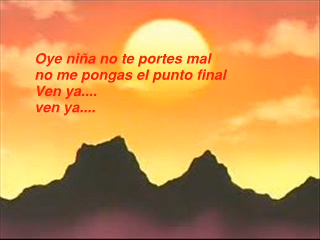 Oye niña no te portes mal
no me pongas el punto final
Ven ya....
ven ya....